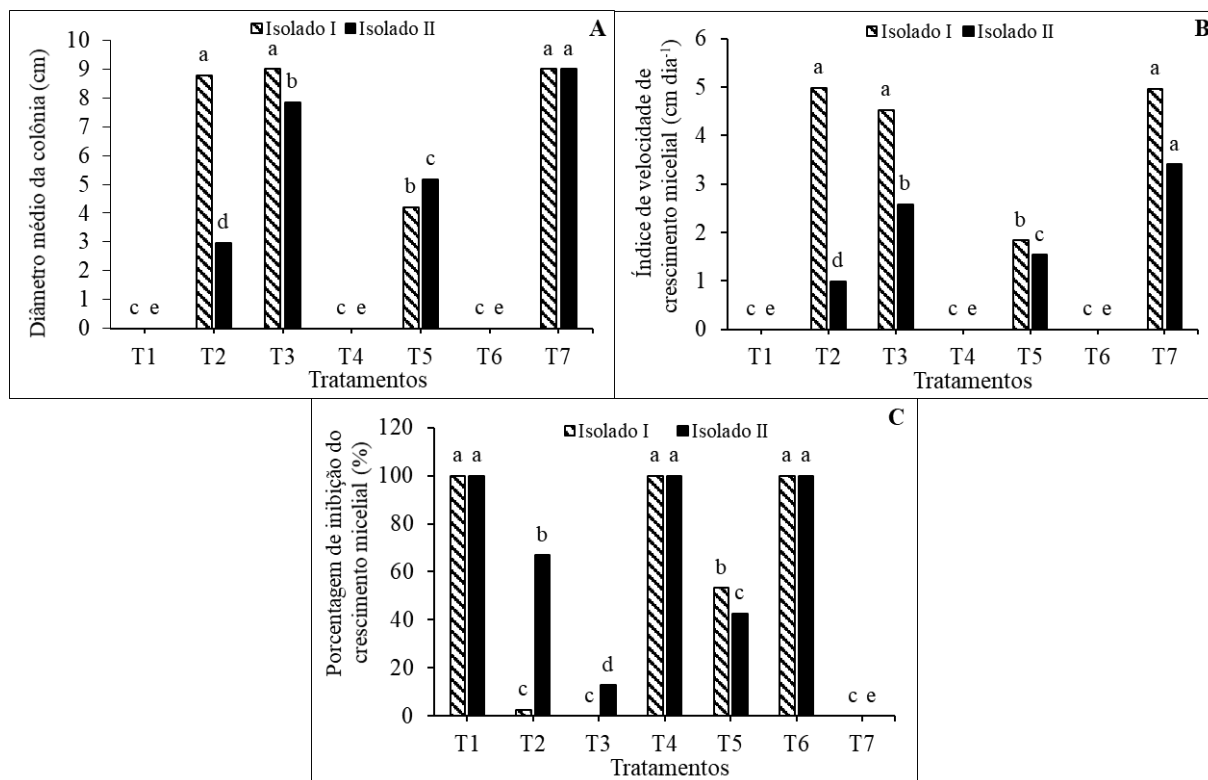 Isolado I Isolado II
A
Diâmetro médio da colônia (cm)
10
9
8
7
6
5
4
3
2
1
0
c e
a
d
a
b
c e
b
c
c e
a a
T1 T2 T3 T4 T5 T6 T7
Tratamentos
Isolado I Isolado II
B
Índice de velocidade de
crescimento micelial (cm dia⁻¹)
6
5
4
3
2
1
0
c e
a
d
a
b
c e
b
c
c e
a
a
T1 T2 T3 T4 T5 T6 T7
Tratamentos
Isolado I Isolado II
C
Porcentagem de inibição do
crescimento micelial (%)
120
100
80
60
40
20
0
a a
c
b
c
d
a a
b
c
a a
c e
T1 T2 T3 T4 T5 T6 T7
Tratamentos